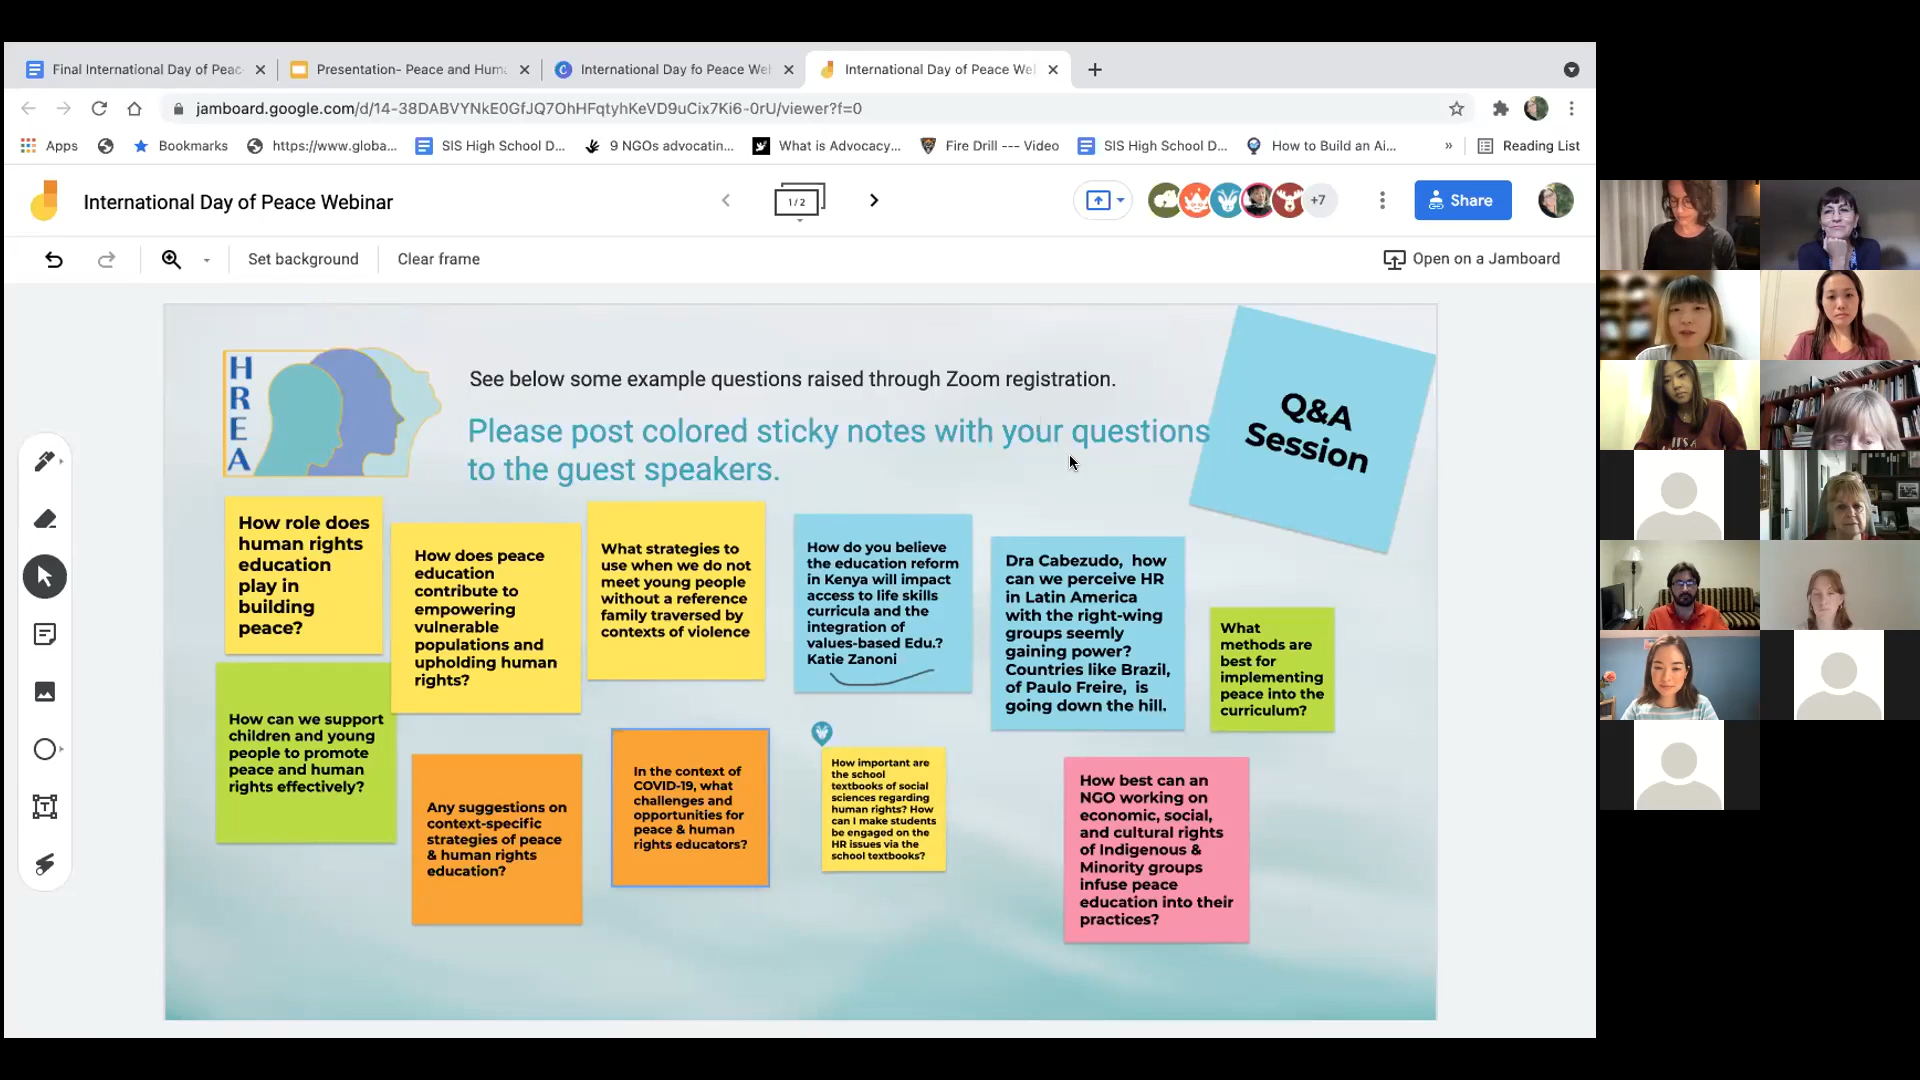 Final International Day of Peac
Presentation- Peace and Huma
International Day fo Peace Wel
International Day of Peace Wel
jamboard.google.com/d/14-38DABVYNkE0GfJQ7OhHFqtyhKeVD9uCix7Ki6-0rU/viewer?f=0
Apps
Bookmarks
https://www.globa...
SIS High School D...
9 NGOs advocatin...
What is Advocacy...
Fire Drill --- Video
SIS High School D...
How to Build an Ai...
»
Reading List
International Day of Peace Webinar
1/2
+7
Share
Set background
Clear frame
Open on a Jamboard
HREA
See below some example questions raised through Zoom registration.
Please post colored sticky notes with your questions
to the guest speakers.
Q&A
Session
How role does
human rights
education
play in
building
peace?
How does peace
education
contribute to
empowering
vulnerable
populations and
upholding human
rights?
What strategies to
use when we do not
meet young people
without a reference
family traversed by
contexts of violence
How do you believe
the education reform
in Kenya will impact
access to life skills
curricula and the
integration of
values-based Edu.?
Katie Zanoni
Dra Cabezudo, how
can we perceive HR
in Latin America
with the right-wing
groups seemly
gaining power?
Countries like Brazil,
of Paulo Freire, is
going down the hill.
What
methods are
best for
implementing
peace into the
curriculum?
How can we support
children and young
people to promote
peace and human
rights effectively?
Any suggestions on
context-specific
strategies of peace
& human rights
education?
In the context of
COVID-19, what
challenges and
opportunities for
peace & human
rights educators?
How important are
the school
textbooks of social
sciences regarding
human rights? How
can I make students
be engaged on the
HR issues via the
school textbooks?
How best can an
NGO working on
economic, social,
and cultural rights
of Indigenous &
Minority groups
infuse peace
education into their
practices?